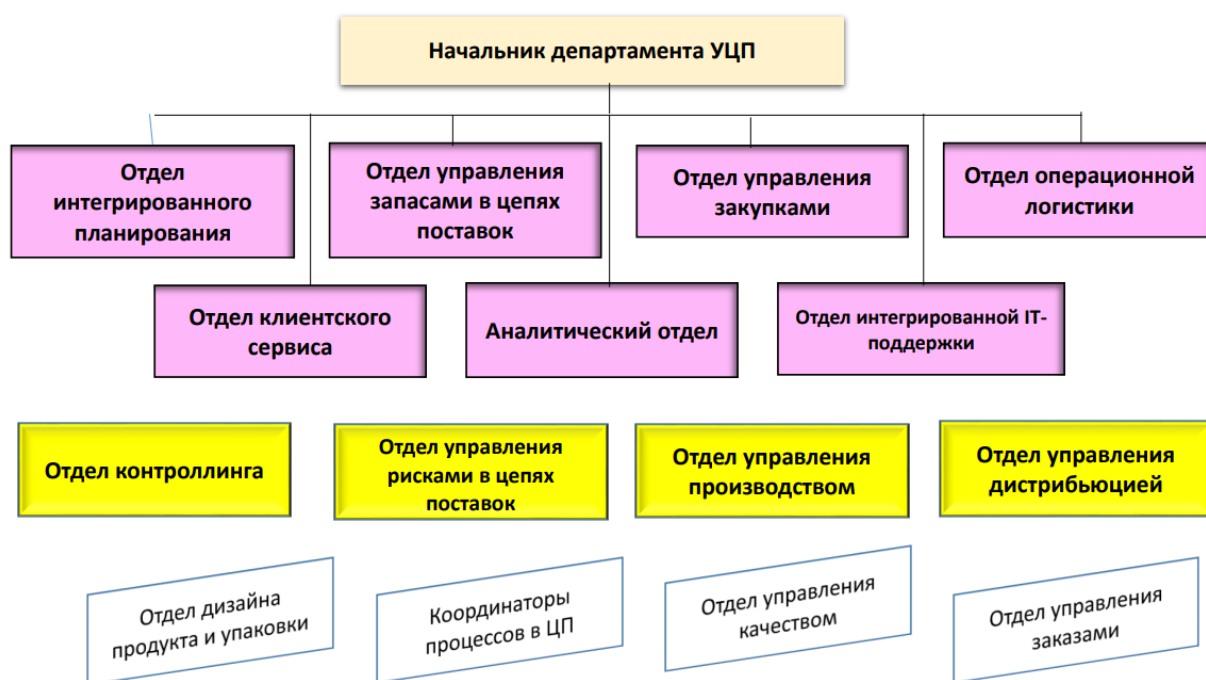 Начальник департамента УЦП
Отдел
интегрированного
планирования
Отдел управления
запасами в цепях
поставок
Отдел управления
закупками
Отдел операционной
логистики
Отдел клиентского
сервиса
Аналитический отдел
Отдел интегрированной IT-
поддержки
Отдел контроллинга
Отдел управления
рисками в цепях
поставок
Отдел управления
производством
Отдел управления
дистрибьюцией
Отдел дизайна
продукта и упаковки
Координаторы
процессов в ЦП
Отдел управления
качеством
Отдел управления
заказами